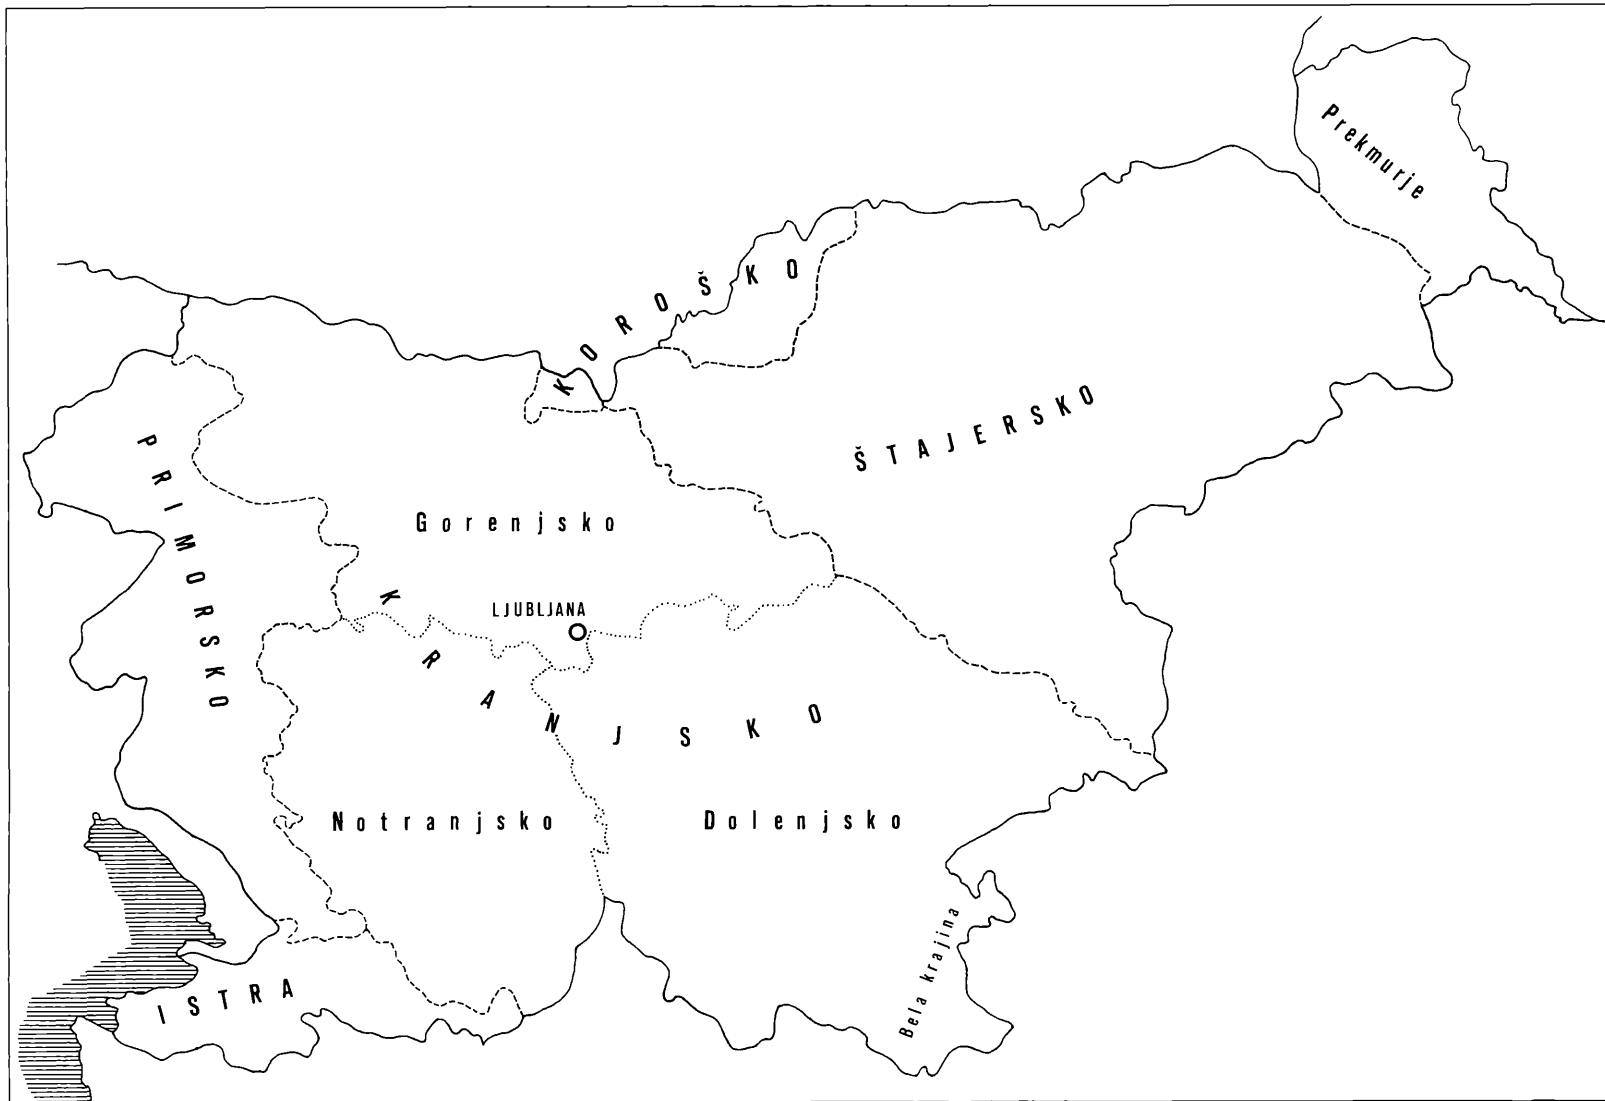 Prekmurje
KOROŠKO
ŠTAJERSKO
PRIMORSKO
Gorenjsko
LJUBLJANA
KRANJSKO
Notranjsko
Dolenjsko
Bela krajina
ISTRA